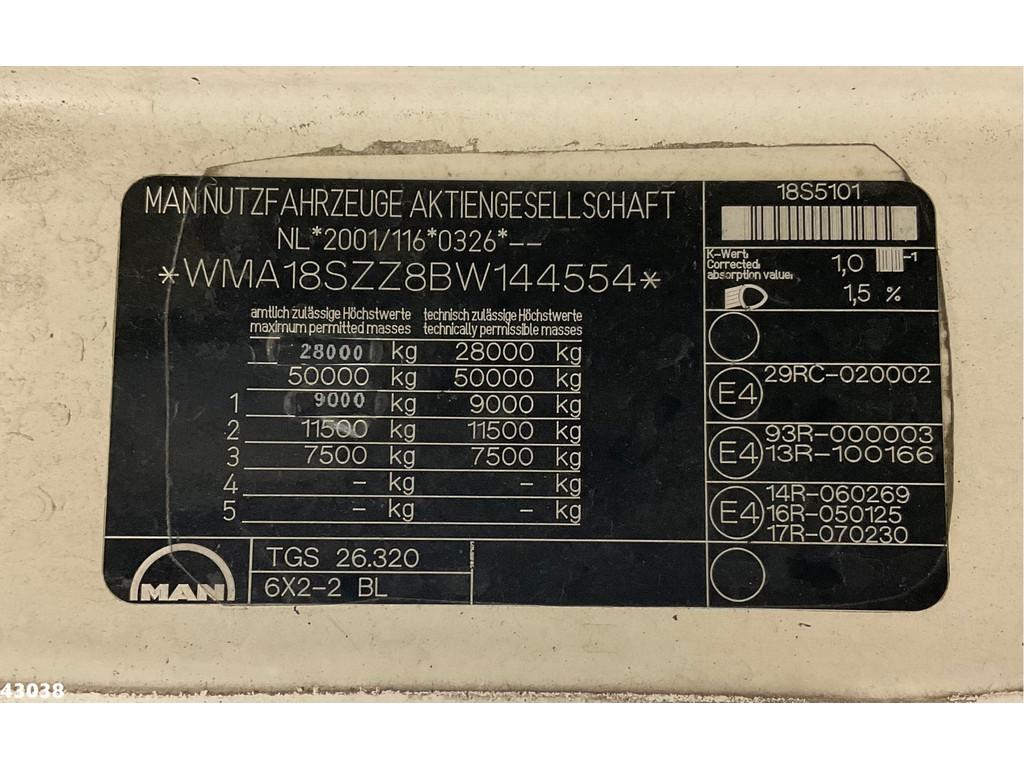 MAN NUTZFAHRZEUGE AKTIENGESELLSCHAFT
NL*2001/116*0326*--
*WMA18SZZ8BW144554*
amtlich zulässige Höchstwerte technisch zulässige Höchstwerte
maximum permitted masses technically permissible masses
28000 kg 28000 kg
50000 kg 50000 kg
1 9000 kg 9000 kg
2 11500 kg 11500 kg
3 7500 kg 7500 kg
4 - kg - kg
5 - kg - kg
MAN
TGS 26.320
6X2-2 BL
18S5101
K-Wert:
Corrected
absorption value:
1,0 -1
1,5 %
E4 29RC-020002
E4 93R-000003
13R-100166
E4 14R-060269
16R-050125
17R-070230
43038